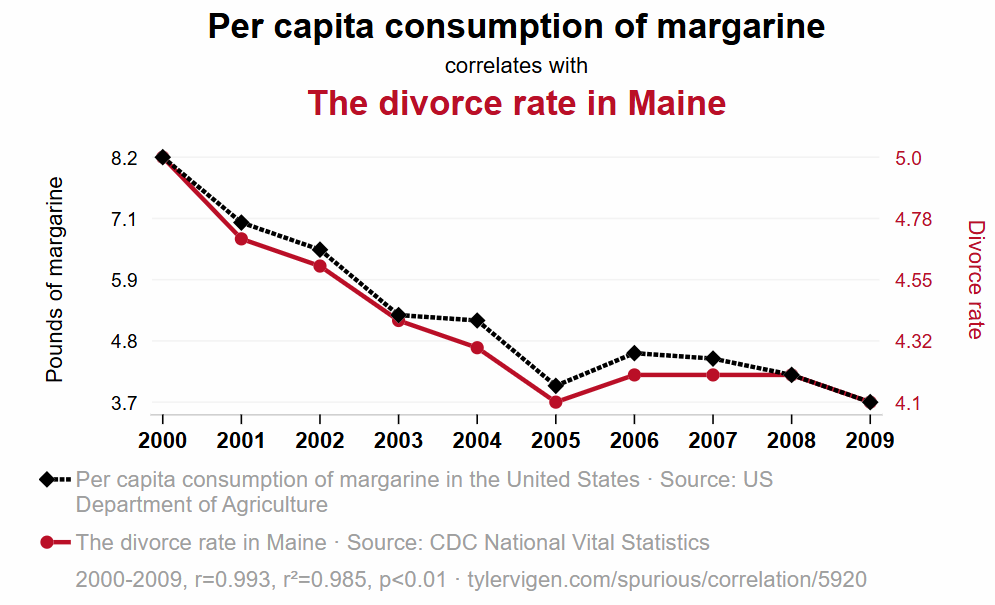 Per capita consumption of margarine
correlates with
The divorce rate in Maine
Pounds of margarine
8.2
7.1
5.9
4.8
3.7
5.0
4.78
4.55
4.32
4.1
Divorce rate
2000 2001 2002 2003 2004 2005 2006 2007 2008 2009
Per capita consumption of margarine in the United States · Source: US
Department of Agriculture
The divorce rate in Maine · Source: CDC National Vital Statistics
2000-2009, r=0.993, r²=0.985, p<0.01 · tylervigen.com/spurious/correlation/5920